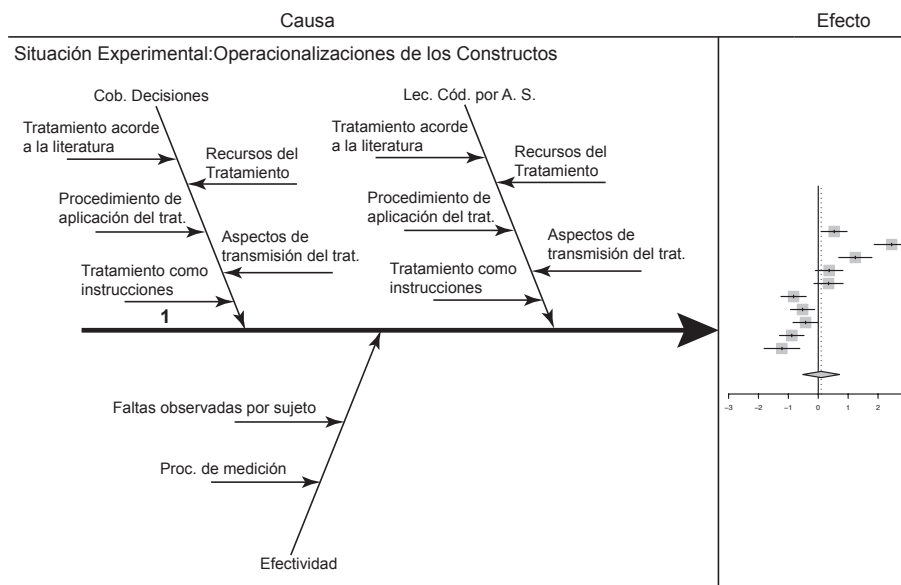 Causa
Efecto
Situación Experimental:Operacionalizaciones de los Constructos
Cob. Decisiones
Lec. Cód. por A. S.
Tratamiento acorde
a la literatura
Recursos del
Tratamiento
Procedimiento de
aplicación del trat.
Aspectos de
transmisión del trat.
Tratamiento como
instrucciones
1
Tratamiento acorde
a la literatura
Recursos del
Tratamiento
Procedimiento de
aplicación del trat.
Aspectos de
transmisión del trat.
Tratamiento como
instrucciones
Faltas observadas por sujeto
Proc. de medición
Efectividad
−3 −2 −1 0 1 2